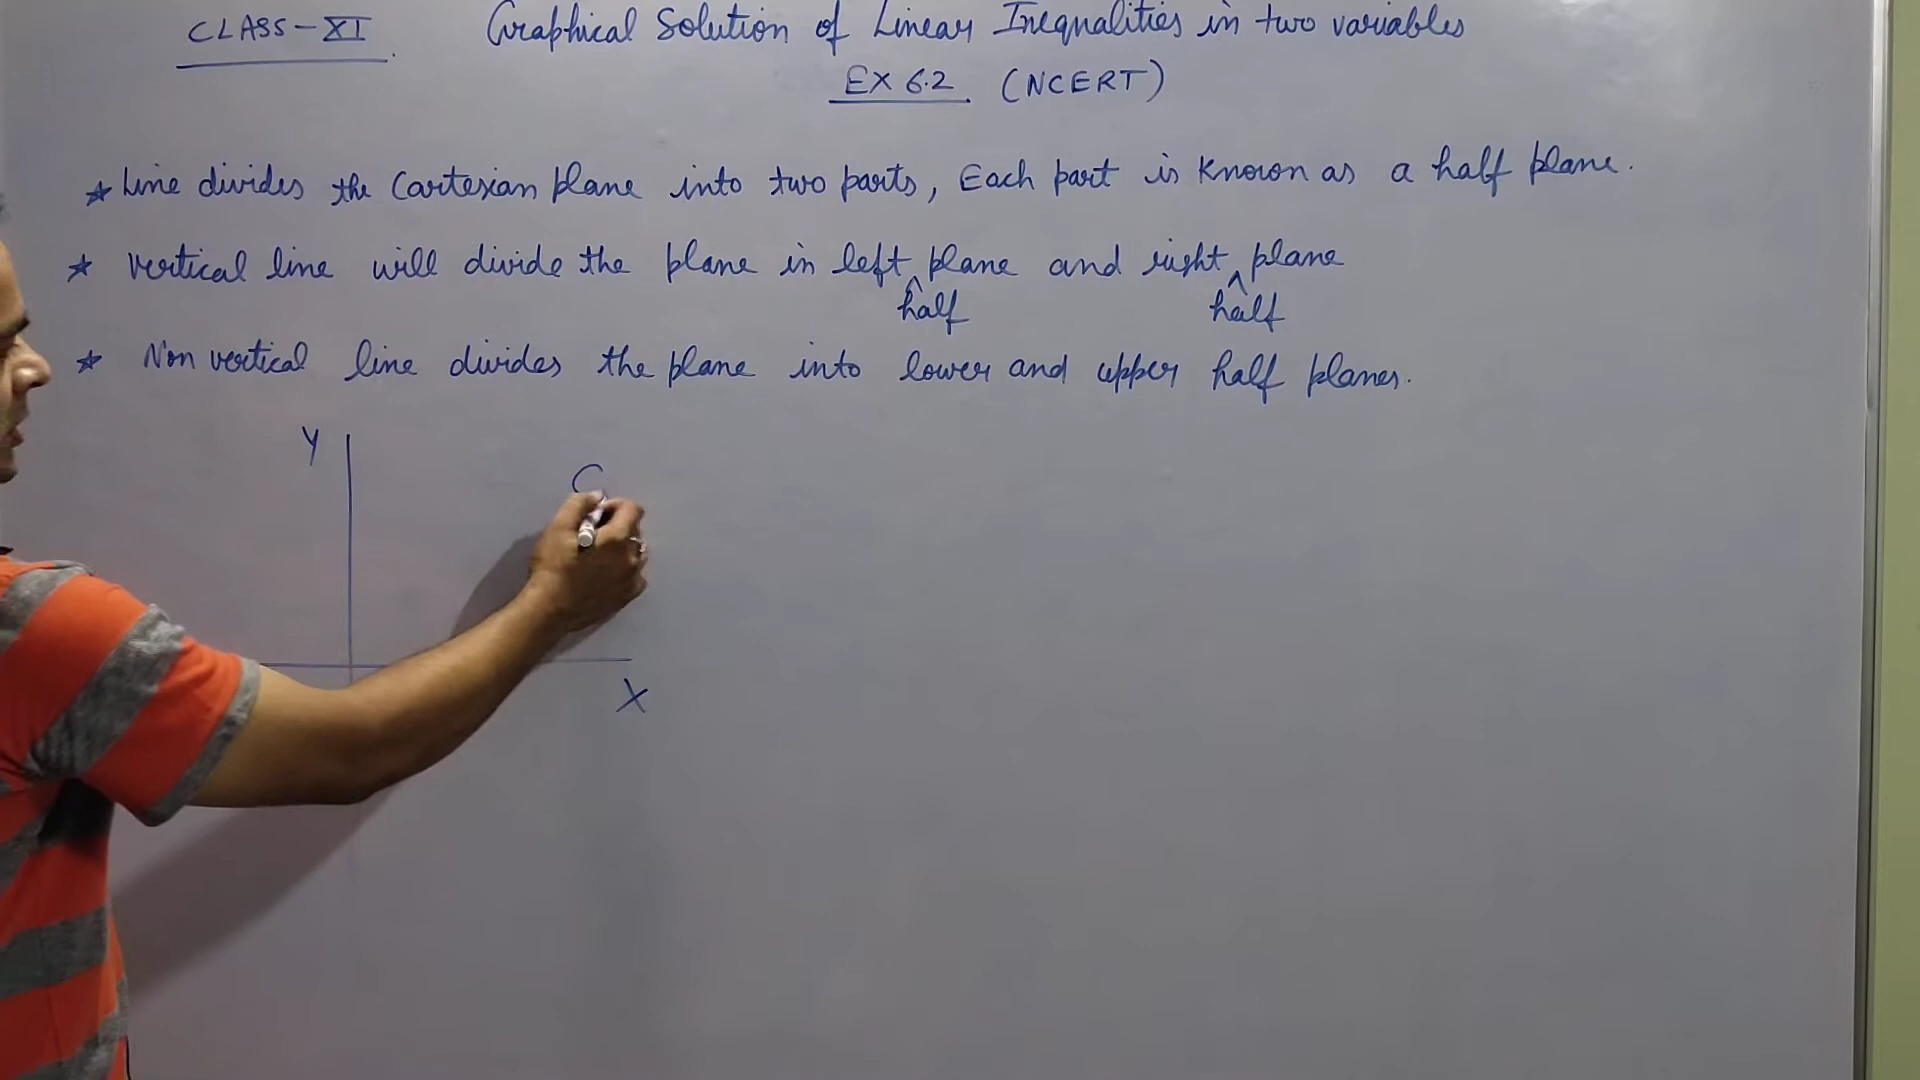 CLASS-XI Graphical Solution of Linear Inequalities in two variables
EX 6.2 (NCERT)
★ Line divides the Cartesian plane into two parts, Each part is known as a half plane.
★ vertical line will divide the plane in left ^ plane and right ^ plane
half half
★ Non vertical line divides the plane into lower and upper half planes.
Y
C
X